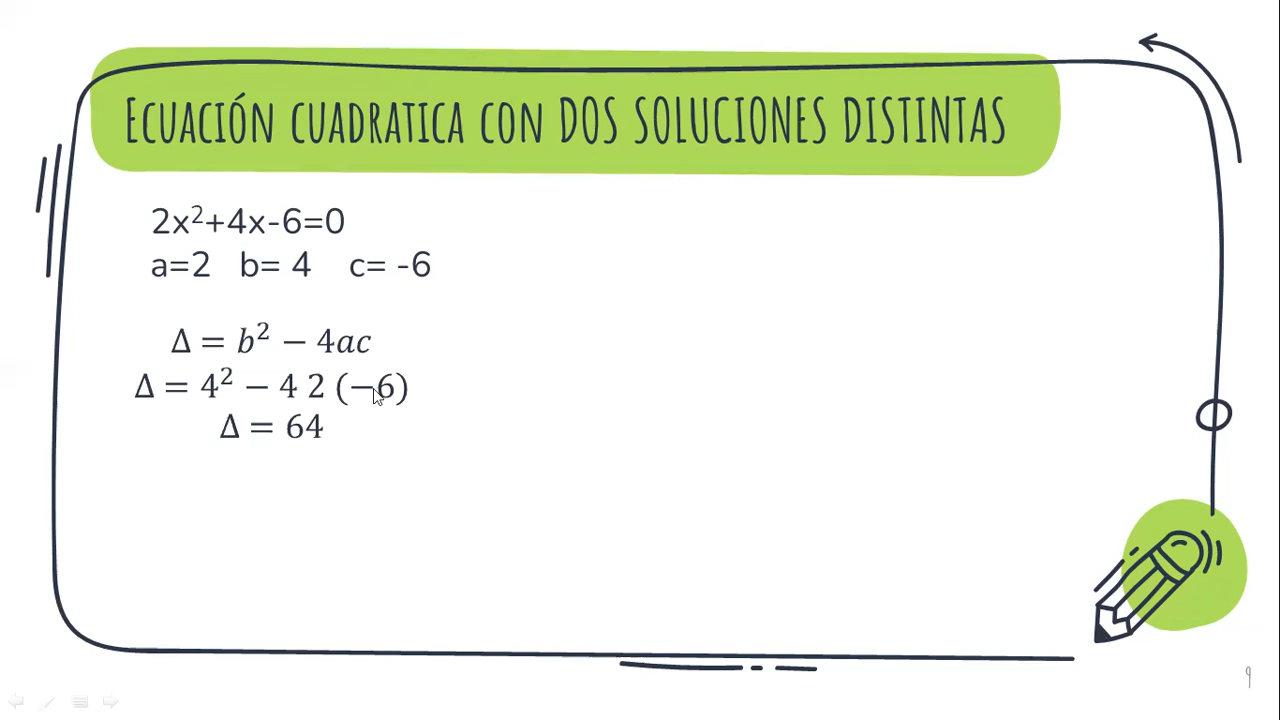 Ecuación cuadratica con DOS SOLUCIONES DISTINTAS
2x²+4x-6=0
a=2 b= 4 c= -6
Δ = b² − 4ac
Δ = 4² − 4 2 (−6)
Δ = 64
9